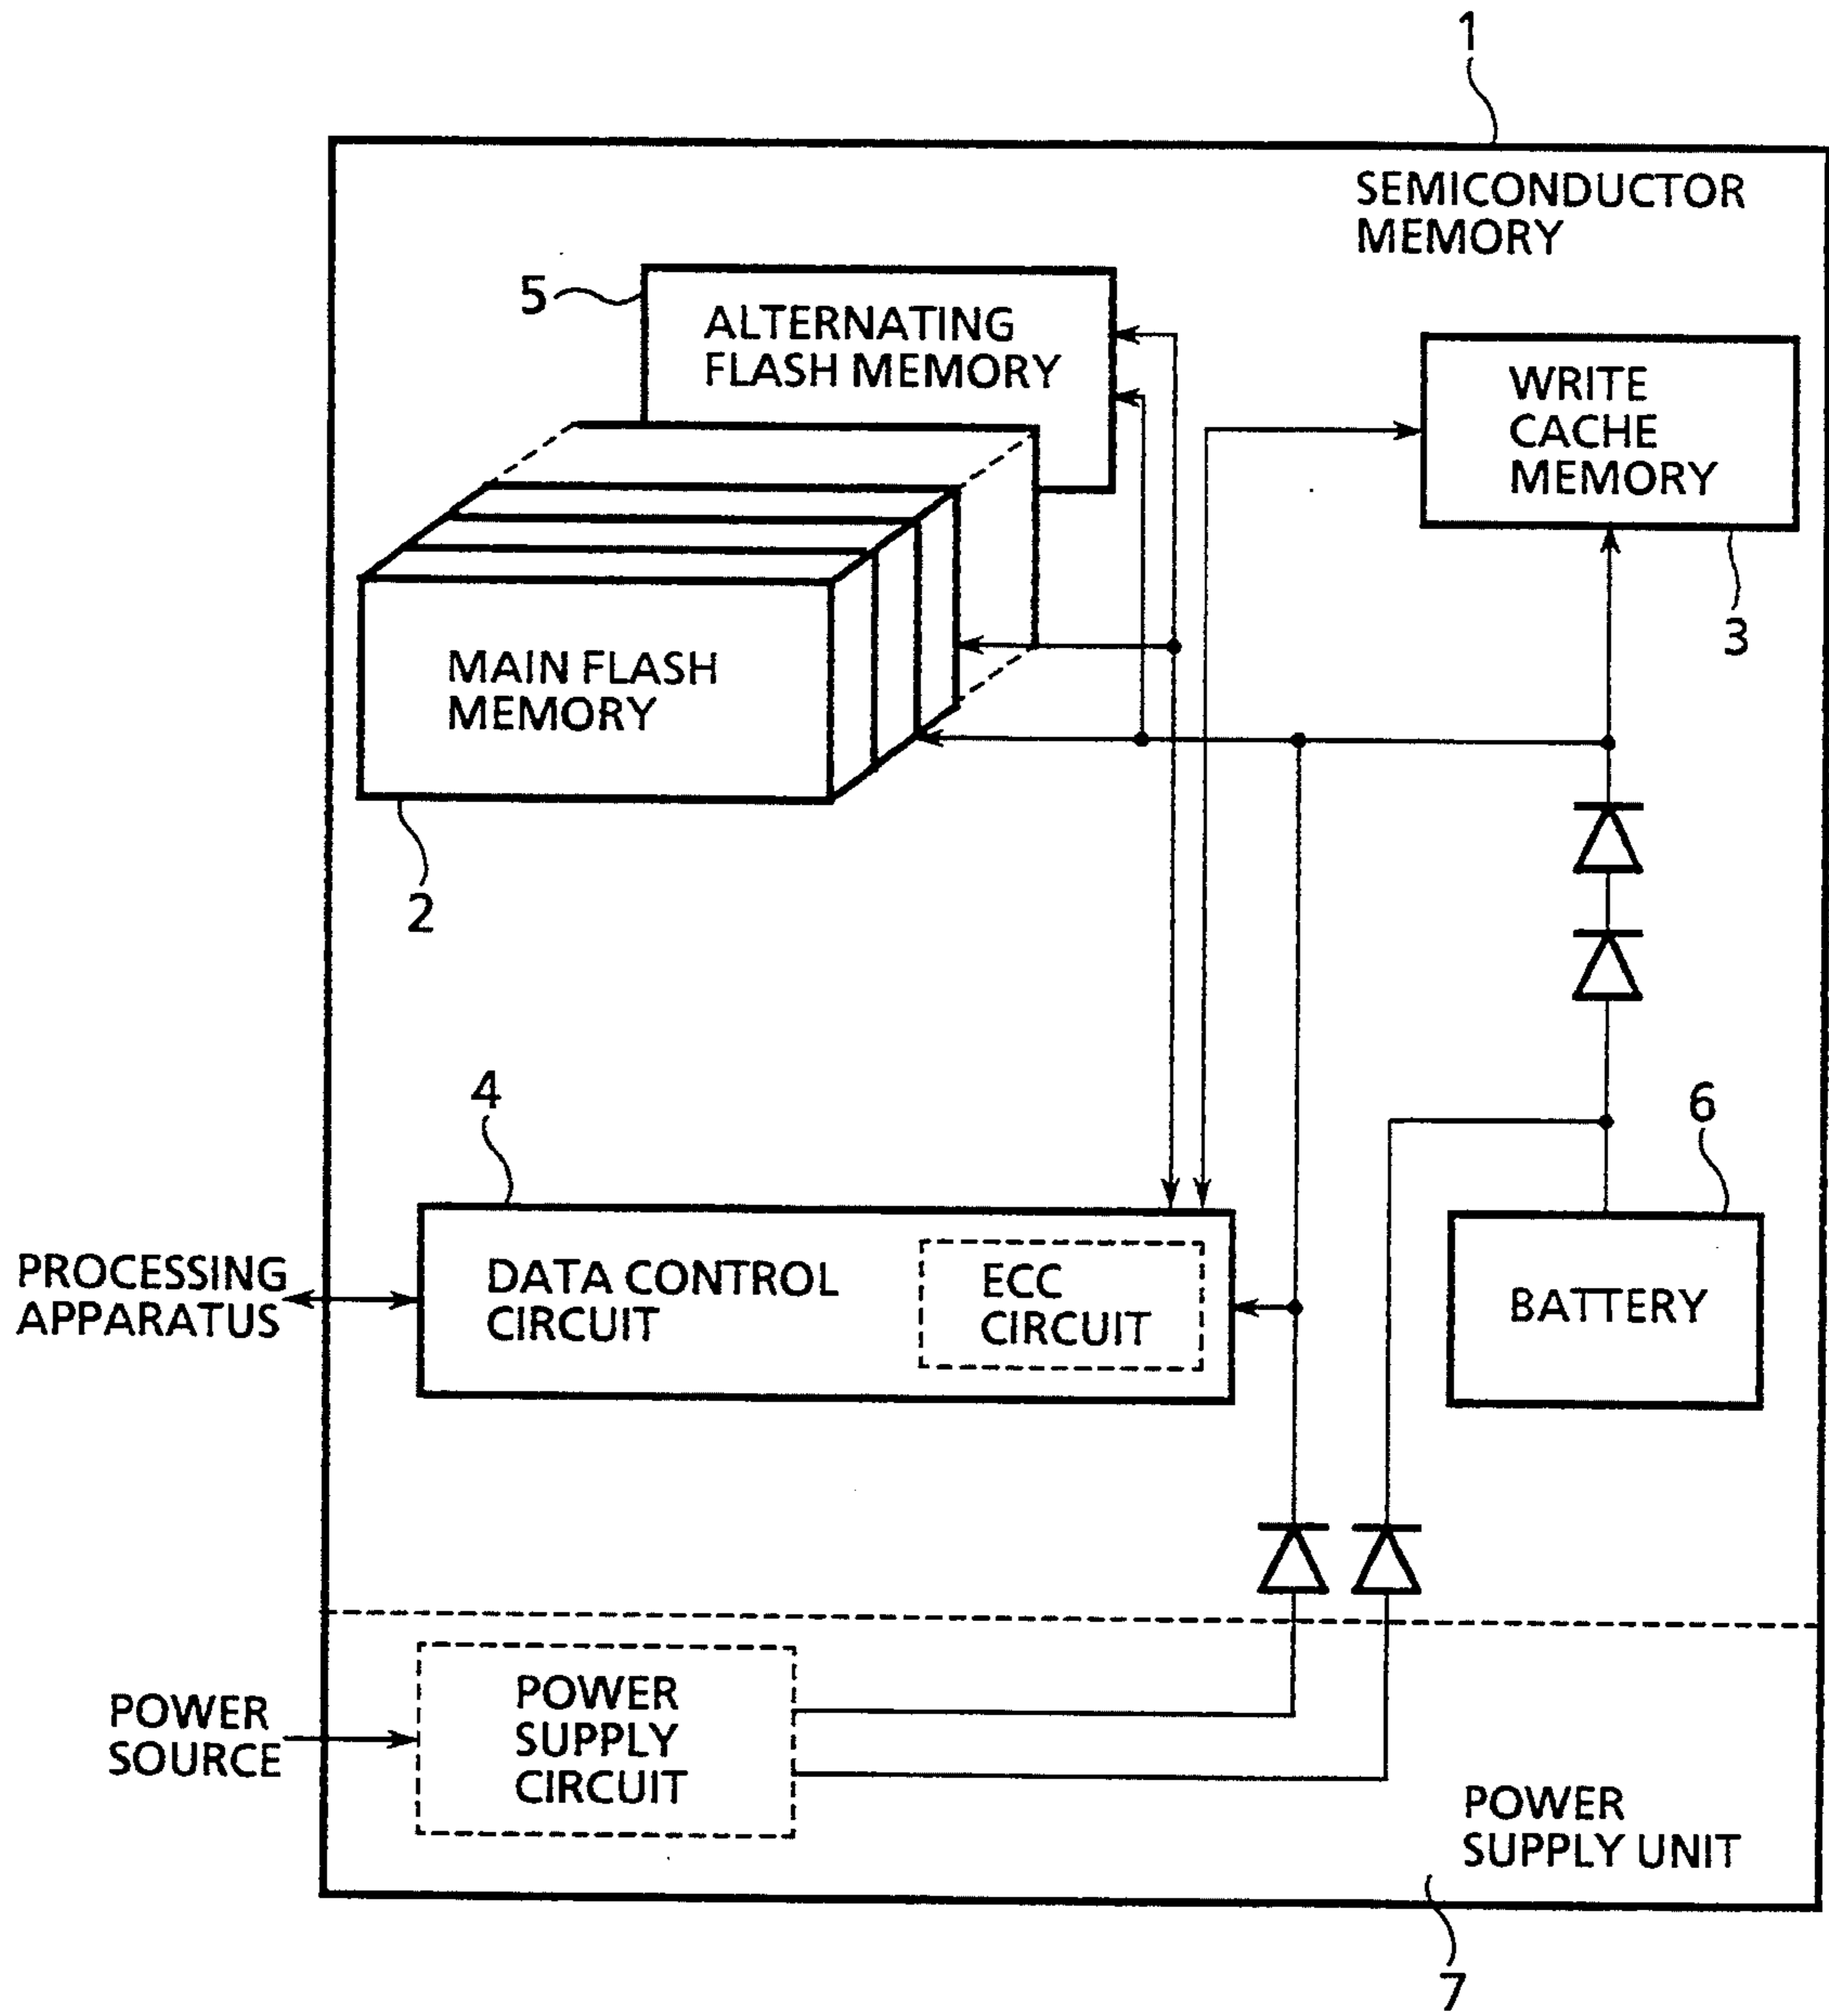 1
SEMICONDUCTOR
MEMORY
5
ALTERNATING
FLASH MEMORY
WRITE
CACHE
MEMORY
3
MAIN FLASH
MEMORY
2
4
6
PROCESSING
APPARATUS
DATA CONTROL
CIRCUIT
ECC
CIRCUIT
BATTERY
POWER
SOURCE
POWER
SUPPLY
CIRCUIT
POWER
SUPPLY UNIT
7